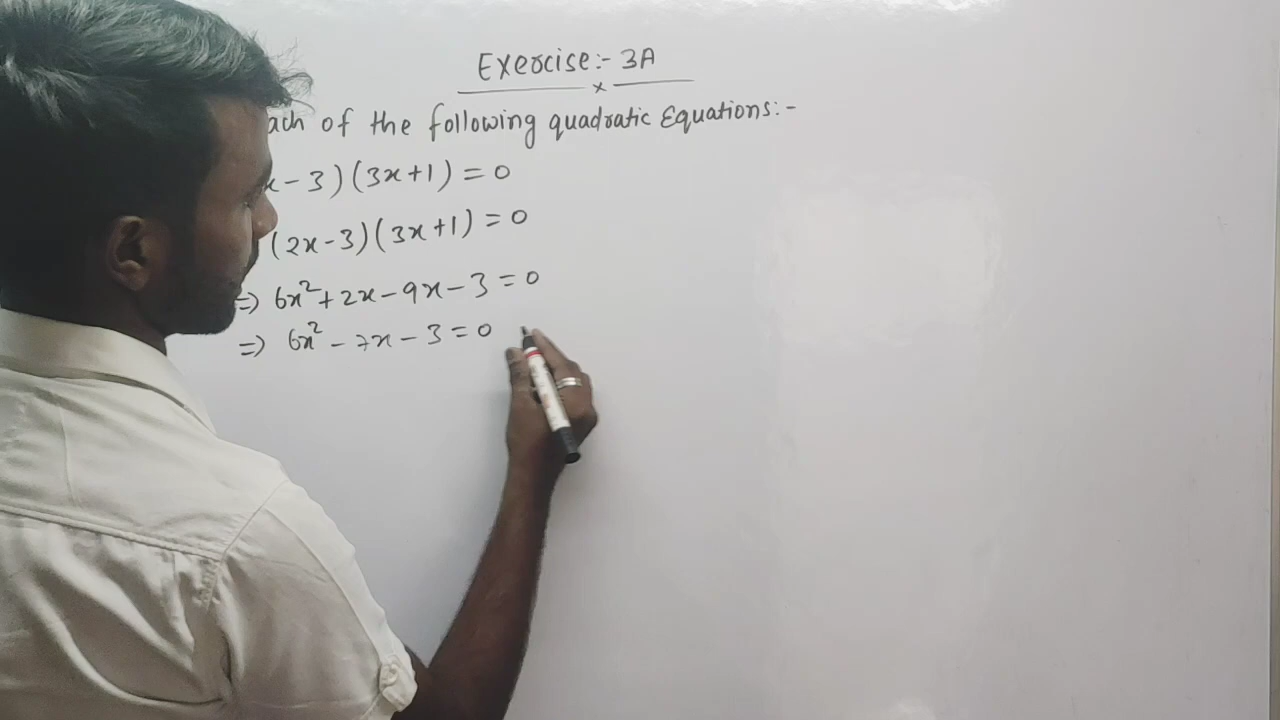 Exercise:- 3A
x
ach of the following quadratic Equations:-
x-3)(3x+1)=0
(2x-3)(3x+1)=0
=> 6x²+2x-9x-3=0
=> 6x²-7x-3=0